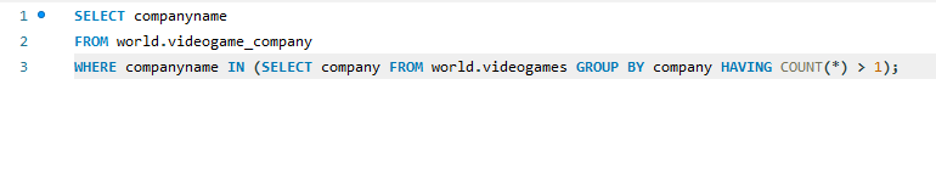 1 SELECT companyname
2 FROM world.videogame_company
3 WHERE companyname IN (SELECT company FROM world.videogames GROUP BY company HAVING COUNT(*) > 1);